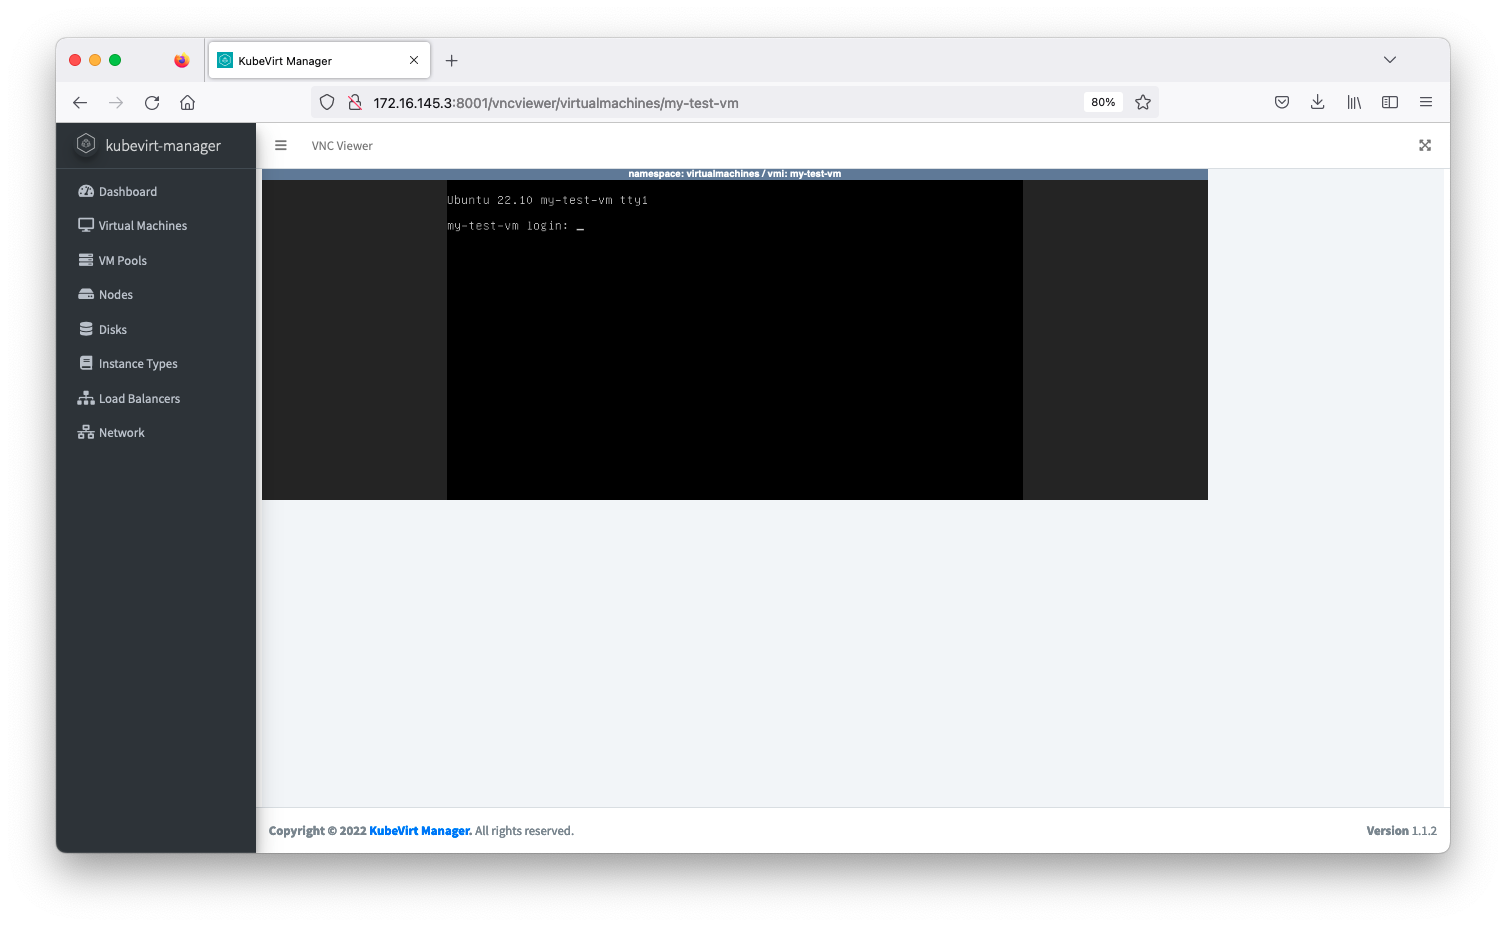 KubeVirt Manager
172.16.145.3:8001/vncviewer/virtualmachines/my-test-vm
80%
kubevirt-manager
VNC Viewer
namespace: virtualmachines / vmi: my-test-vm
Dashboard
Virtual Machines
VM Pools
Nodes
Disks
Instance Types
Load Balancers
Network
Ubuntu 22.10 my-test-vm tty1
my-test-vm login: _
Copyright © 2022 KubeVirt Manager. All rights reserved.
Version 1.1.2